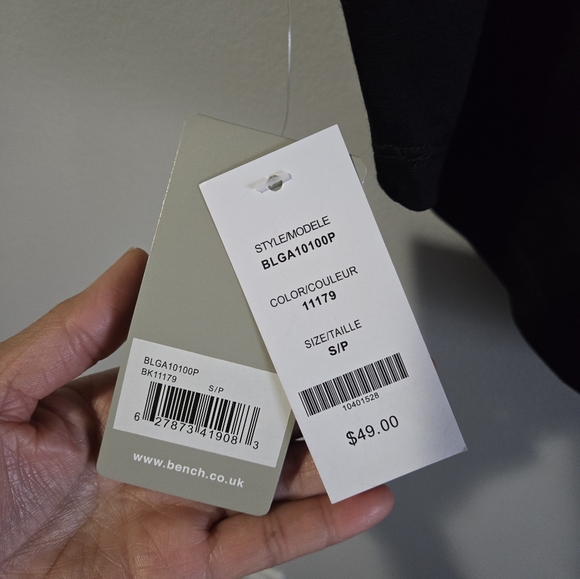 BLGA10100P
BK11179
S/P
6 27873 41908 3
www.bench.co.uk
STYLE/MODELE
BLGA10100P
COLOR/COULEUR
11179
SIZE/TAILLE
S/P
10401528
$49.00